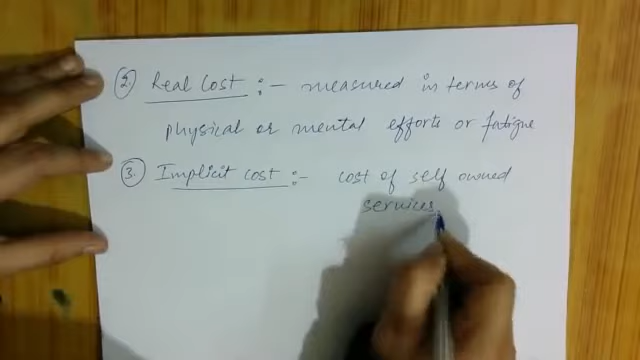 2. Real Cost :- measured in terms of
physical or mental efforts or fatigue
3. Implicit cost :- cost of self owned
services.